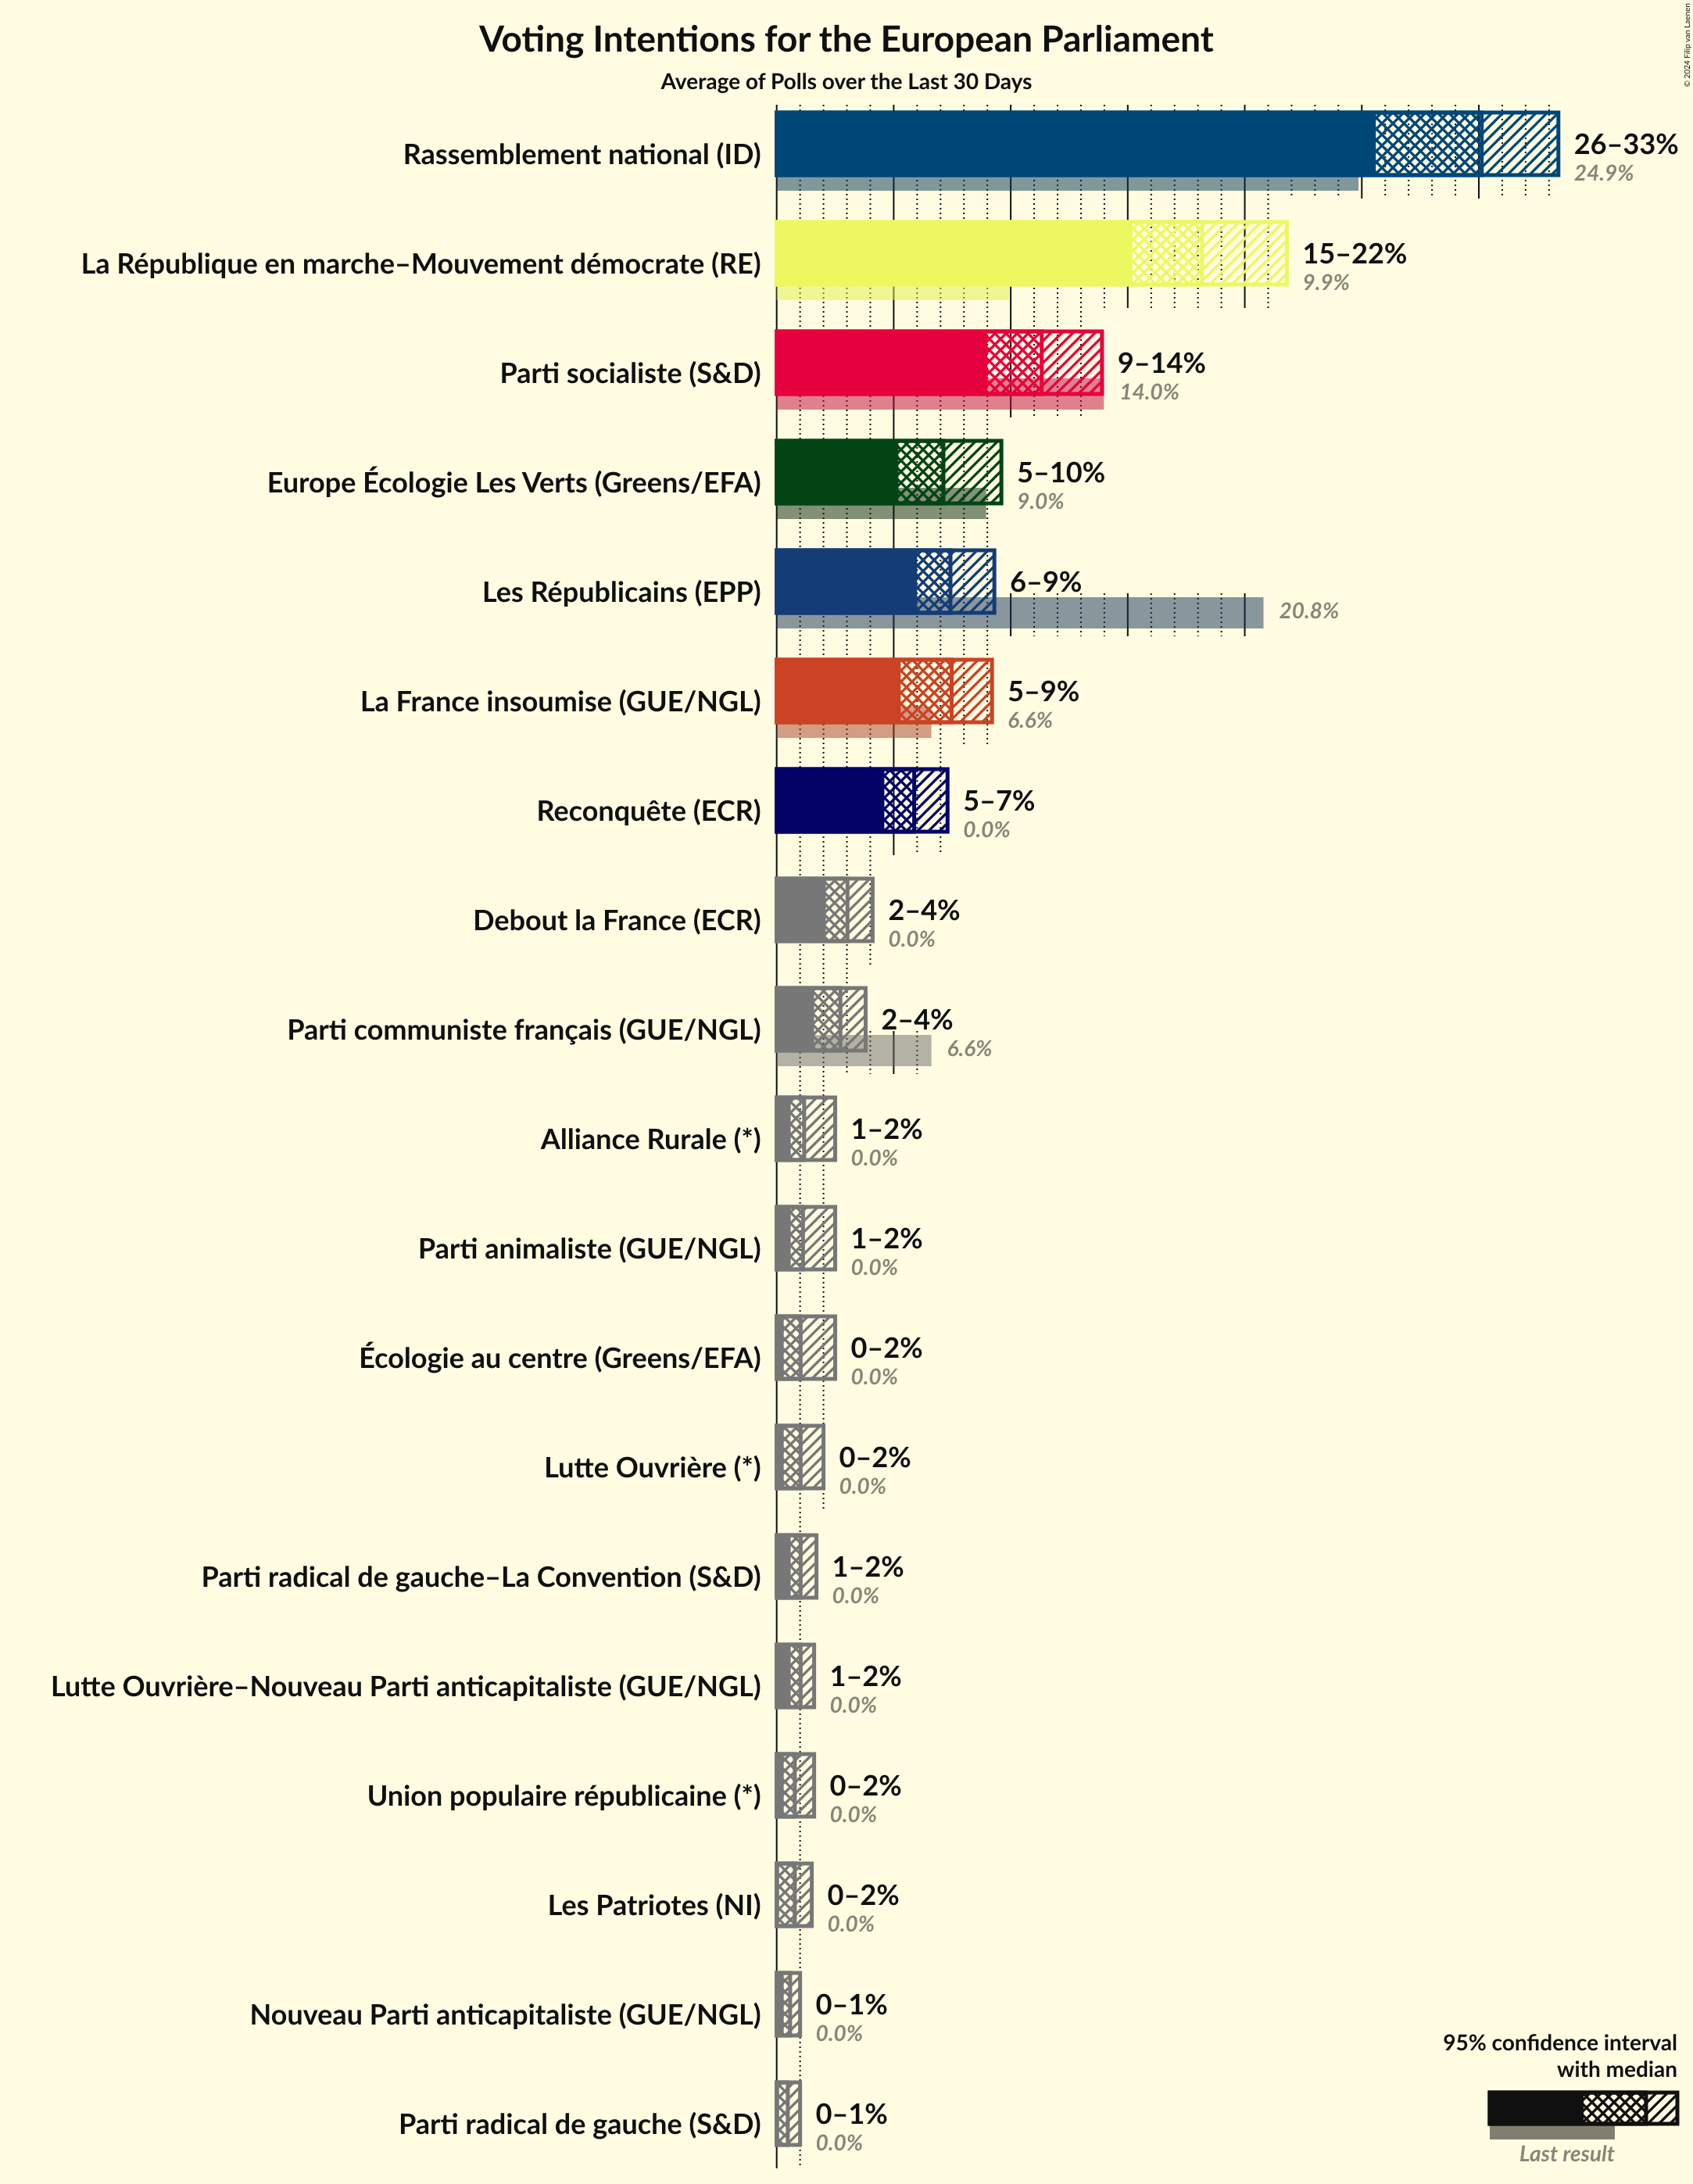 Voting Intentions for the European Parliament
Average of Polls over the Last 30 Days
© 2024 Filip van Laenen
Rassemblement national (ID)
26–33%
24.9%
La République en marche–Mouvement démocrate (RE)
15–22%
9.9%
Parti socialiste (S&D)
9–14%
14.0%
Europe Écologie Les Verts (Greens/EFA)
5–10%
9.0%
Les Républicains (EPP)
6–9%
20.8%
La France insoumise (GUE/NGL)
5–9%
6.6%
Reconquête (ECR)
5–7%
0.0%
Debout la France (ECR)
2–4%
0.0%
Parti communiste français (GUE/NGL)
2–4%
6.6%
Alliance Rurale (*)
1–2%
0.0%
Parti animaliste (GUE/NGL)
1–2%
0.0%
Écologie au centre (Greens/EFA)
0–2%
0.0%
Lutte Ouvrière (*)
0–2%
0.0%
Parti radical de gauche–La Convention (S&D)
1–2%
0.0%
Lutte Ouvrière–Nouveau Parti anticapitaliste (GUE/NGL)
1–2%
0.0%
Union populaire républicaine (*)
0–2%
0.0%
Les Patriotes (NI)
0–2%
0.0%
Nouveau Parti anticapitaliste (GUE/NGL)
0–1%
0.0%
Parti radical de gauche (S&D)
0–1%
0.0%
95% confidence interval
with median
Last result